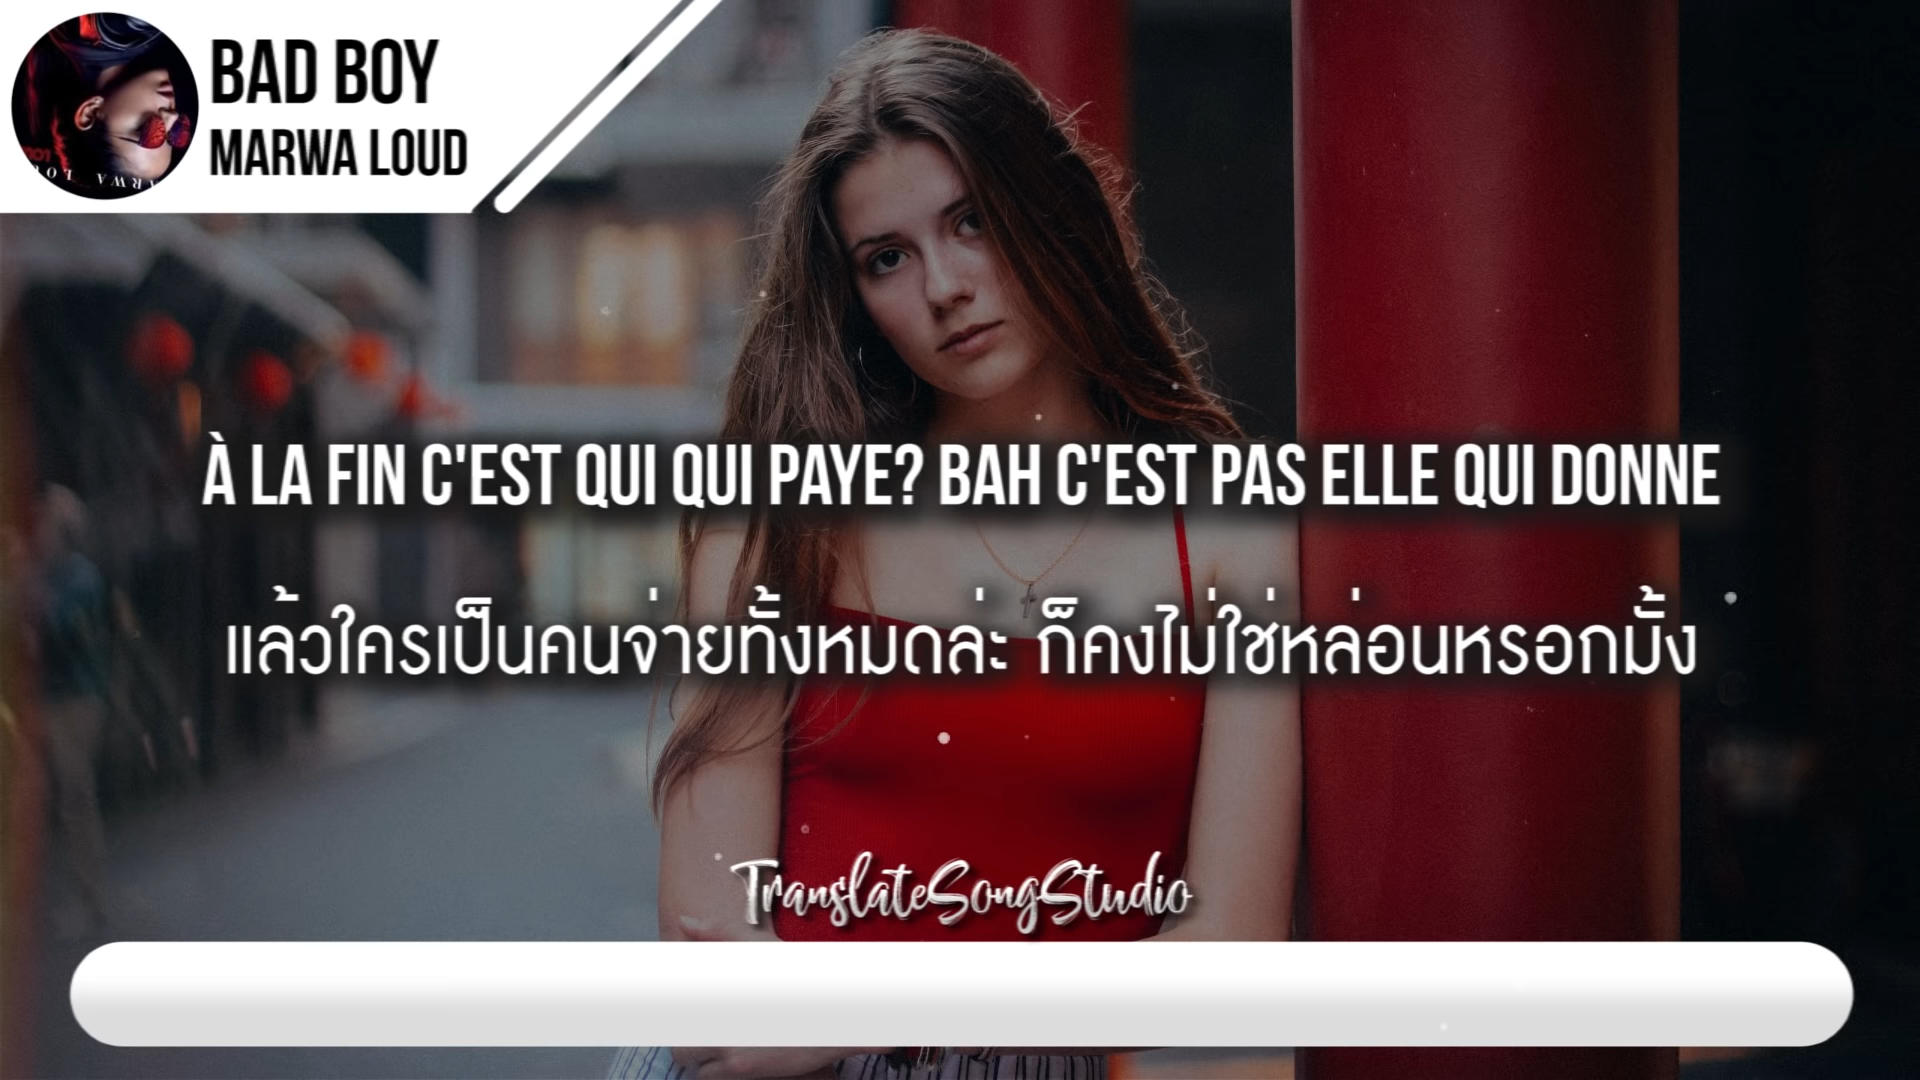 BAD BOY
MARWA LOUD
À LA FIN C'EST QUI QUI PAYE? BAH C'EST PAS ELLE QUI DONNE
แล้วใครเป็นคนจ่ายทั้งหมดล่ะ ก็คงไม่ใช่หล่อนหรอกมั้ง
TranslateSongStudio